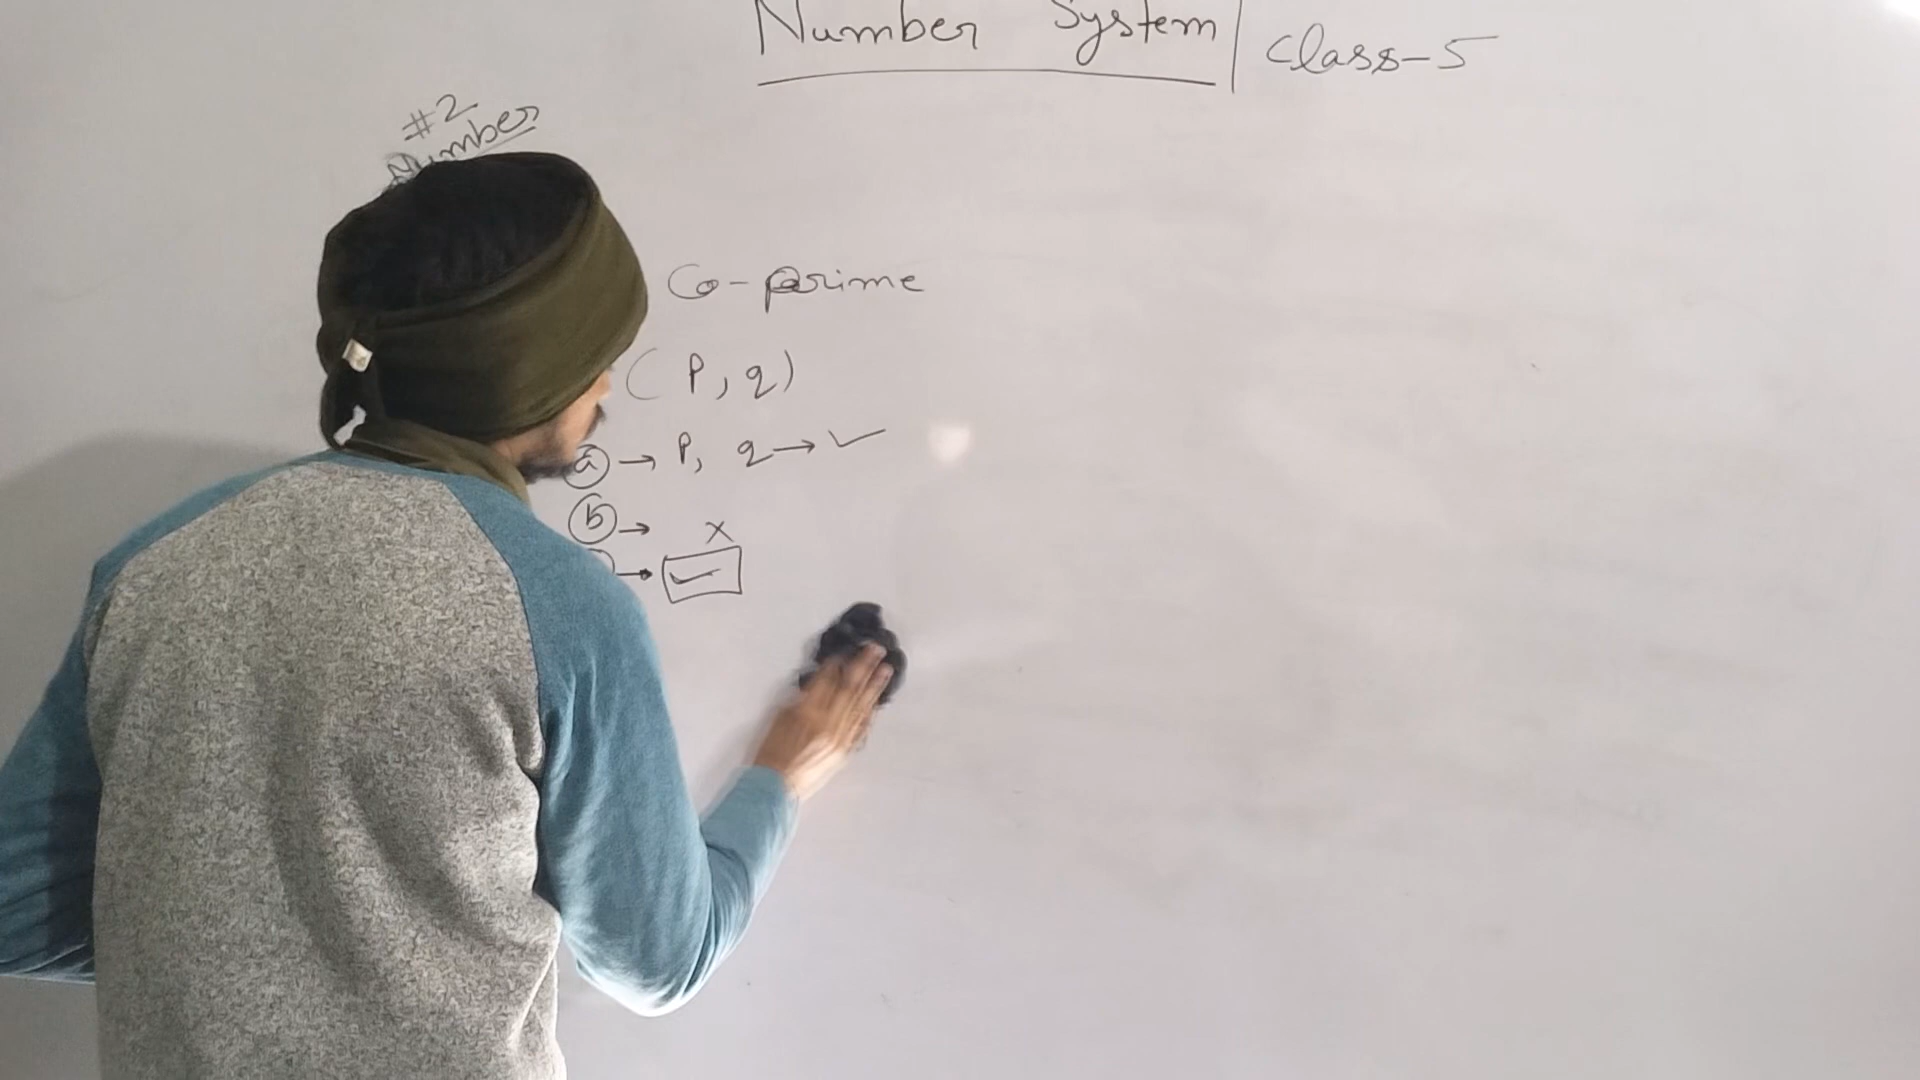 Number System | Class-5
#2
Number
Co-prime
(P, q)
ⓐ → P, q → ✓
ⓑ → ×
→ ✓